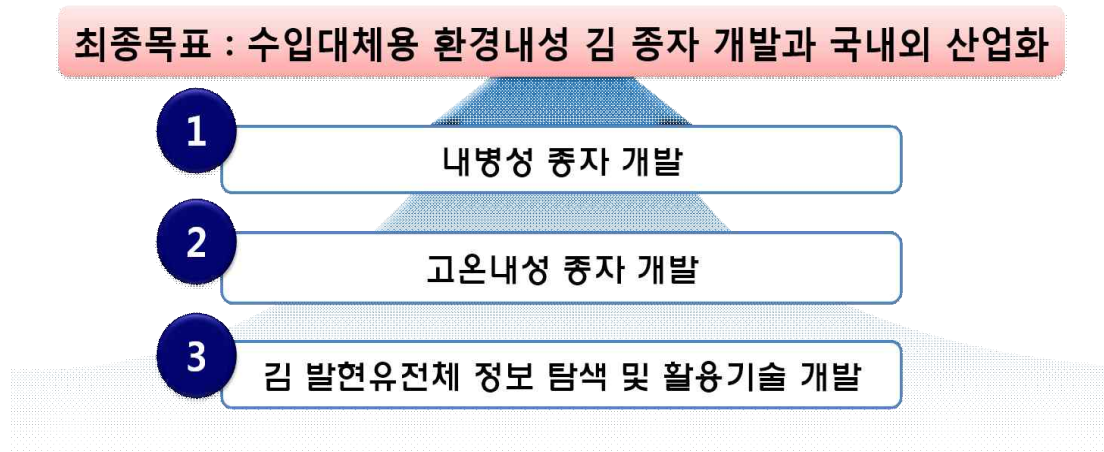 최종목표 : 수입대체용 환경내성 김 종자 개발과 국내외 산업화
1
내병성 종자 개발
2
고온내성 종자 개발
3
김 발현유전체 정보 탐색 및 활용기술 개발